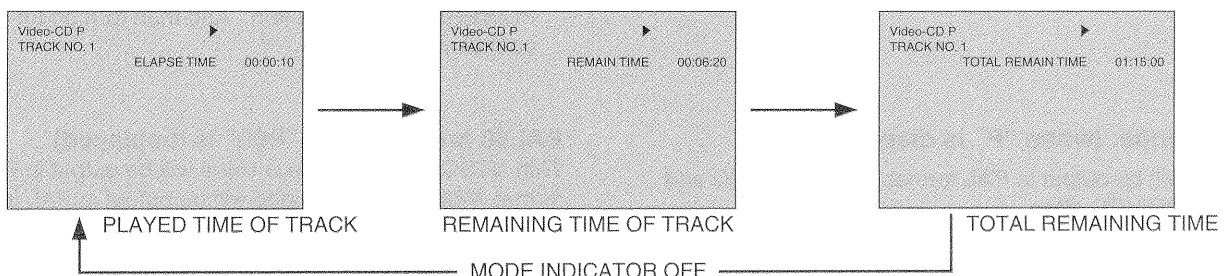 Video-CD P
TRACK NO. 1
ELAPSE TIME 00:00:10
Video-CD P
TRACK NO. 1
REMAIN TIME 00:06:20
Video-CD P
TRACK NO. 1
TOTAL REMAIN TIME 01:15:00
PLAYED TIME OF TRACK
REMAINING TIME OF TRACK
TOTAL REMAINING TIME
MODE INDICATOR OFF